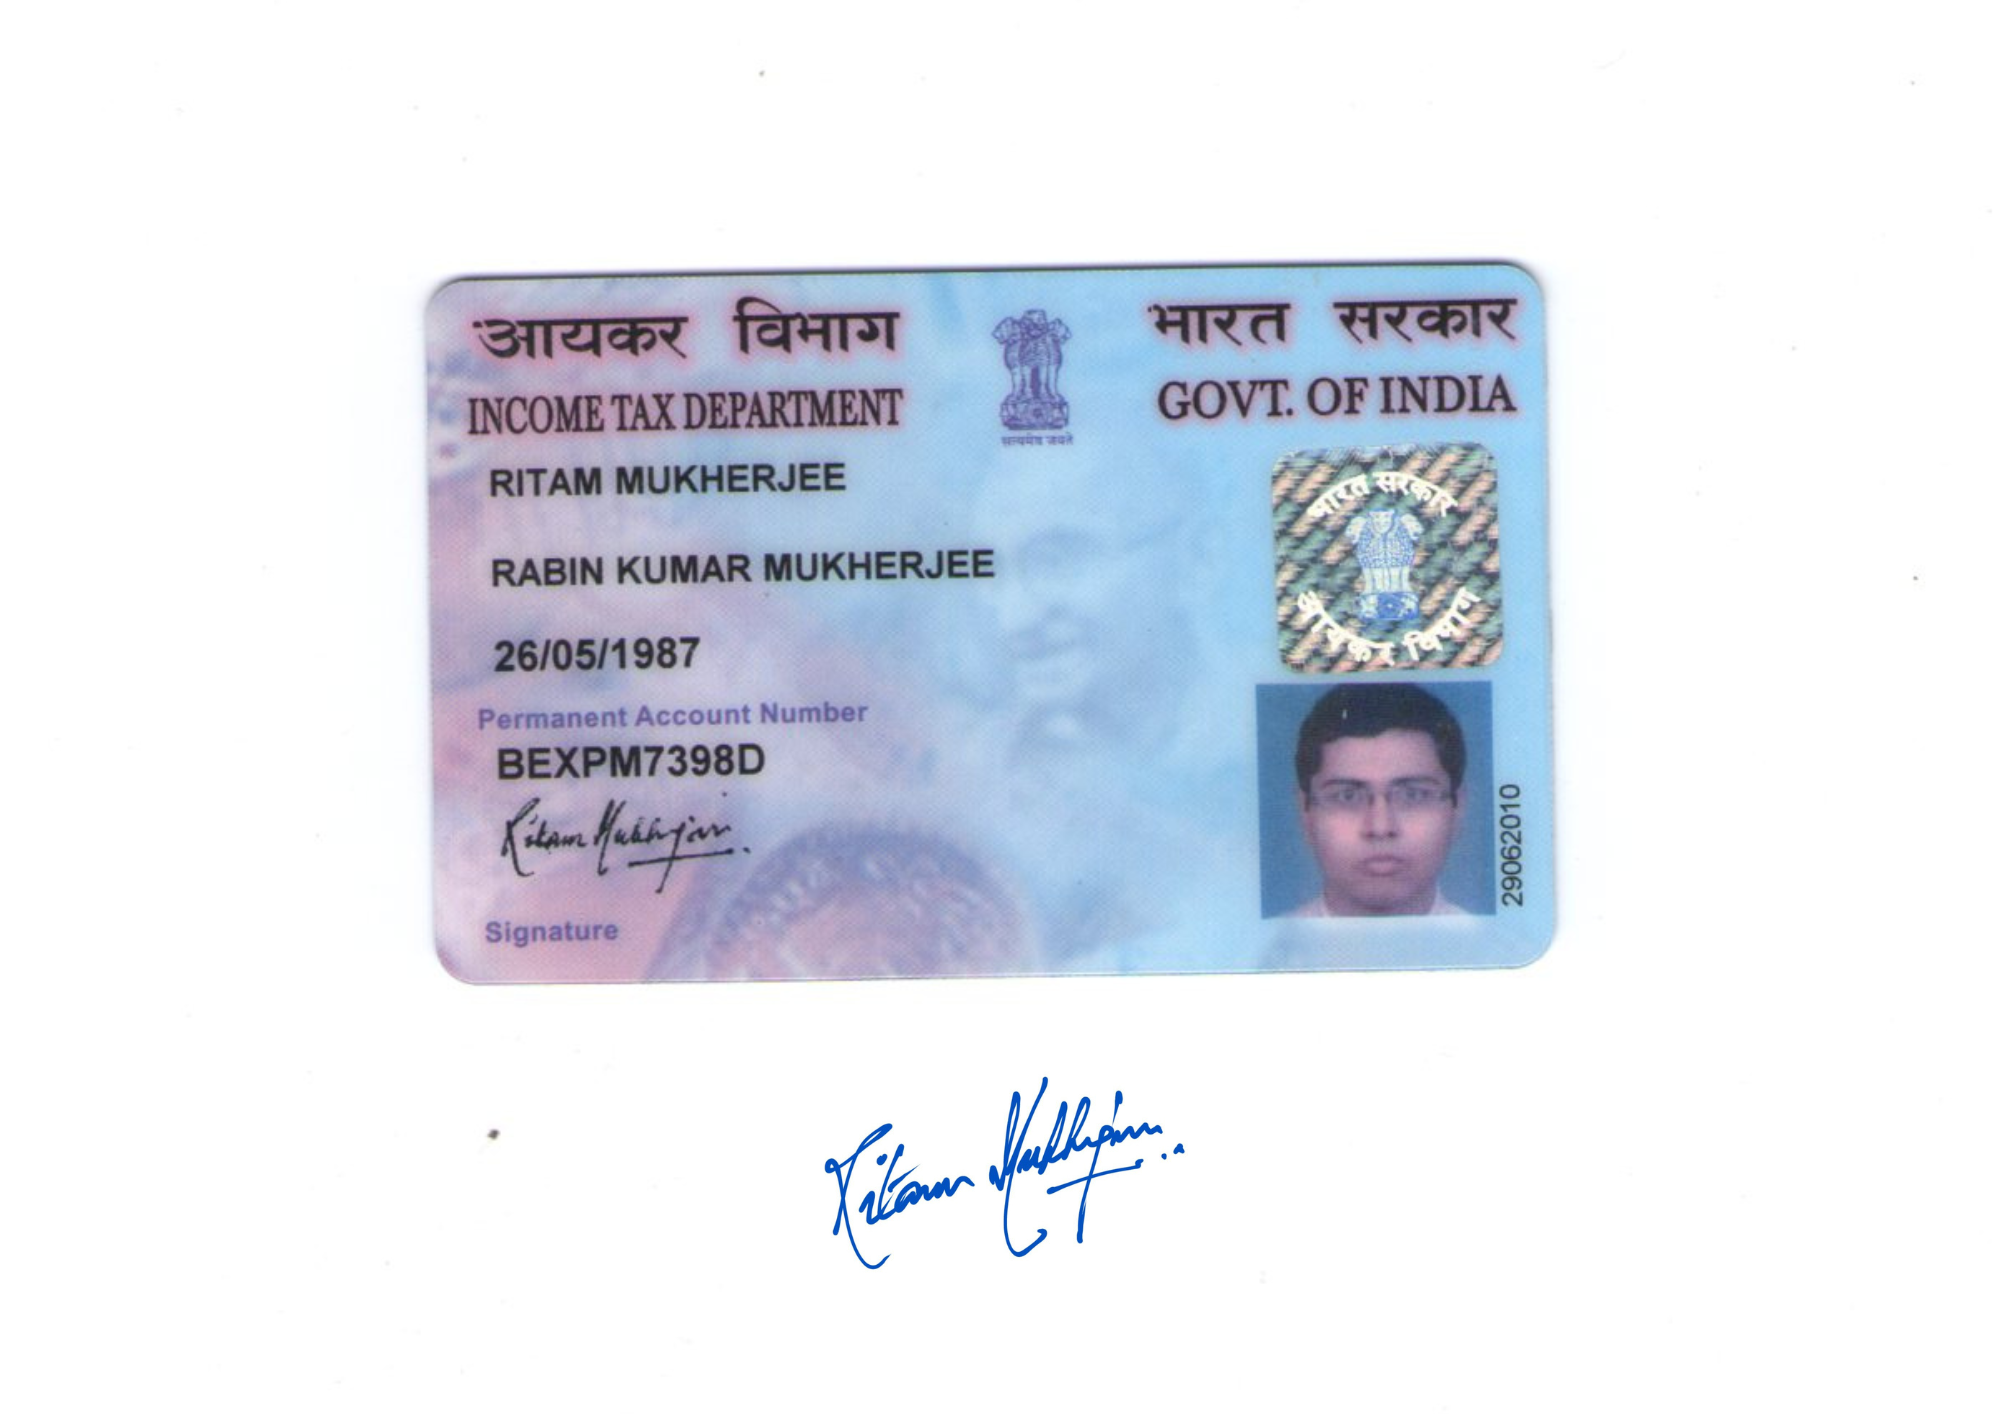 आयकर विभाग
INCOME TAX DEPARTMENT
भारत सरकार
GOVT. OF INDIA
सत्यमेव जयते
RITAM MUKHERJEE
RABIN KUMAR MUKHERJEE
26/05/1987
Permanent Account Number
BEXPM7398D
Ritam Mukherjee
Signature
भारत सरकार
आयकर विभाग
29062010
Ritam Mukherjee